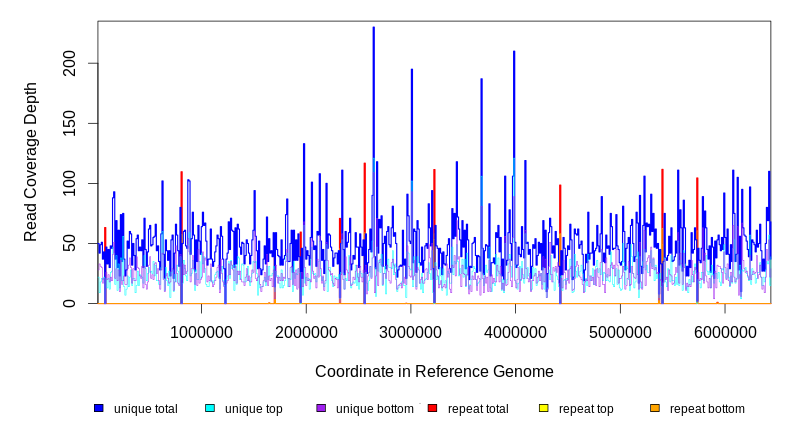 200
150
Read Coverage Depth
100
50
0
1000000 2000000 3000000 4000000 5000000 6000000
Coordinate in Reference Genome
unique total unique top unique bottom repeat total repeat top repeat bottom